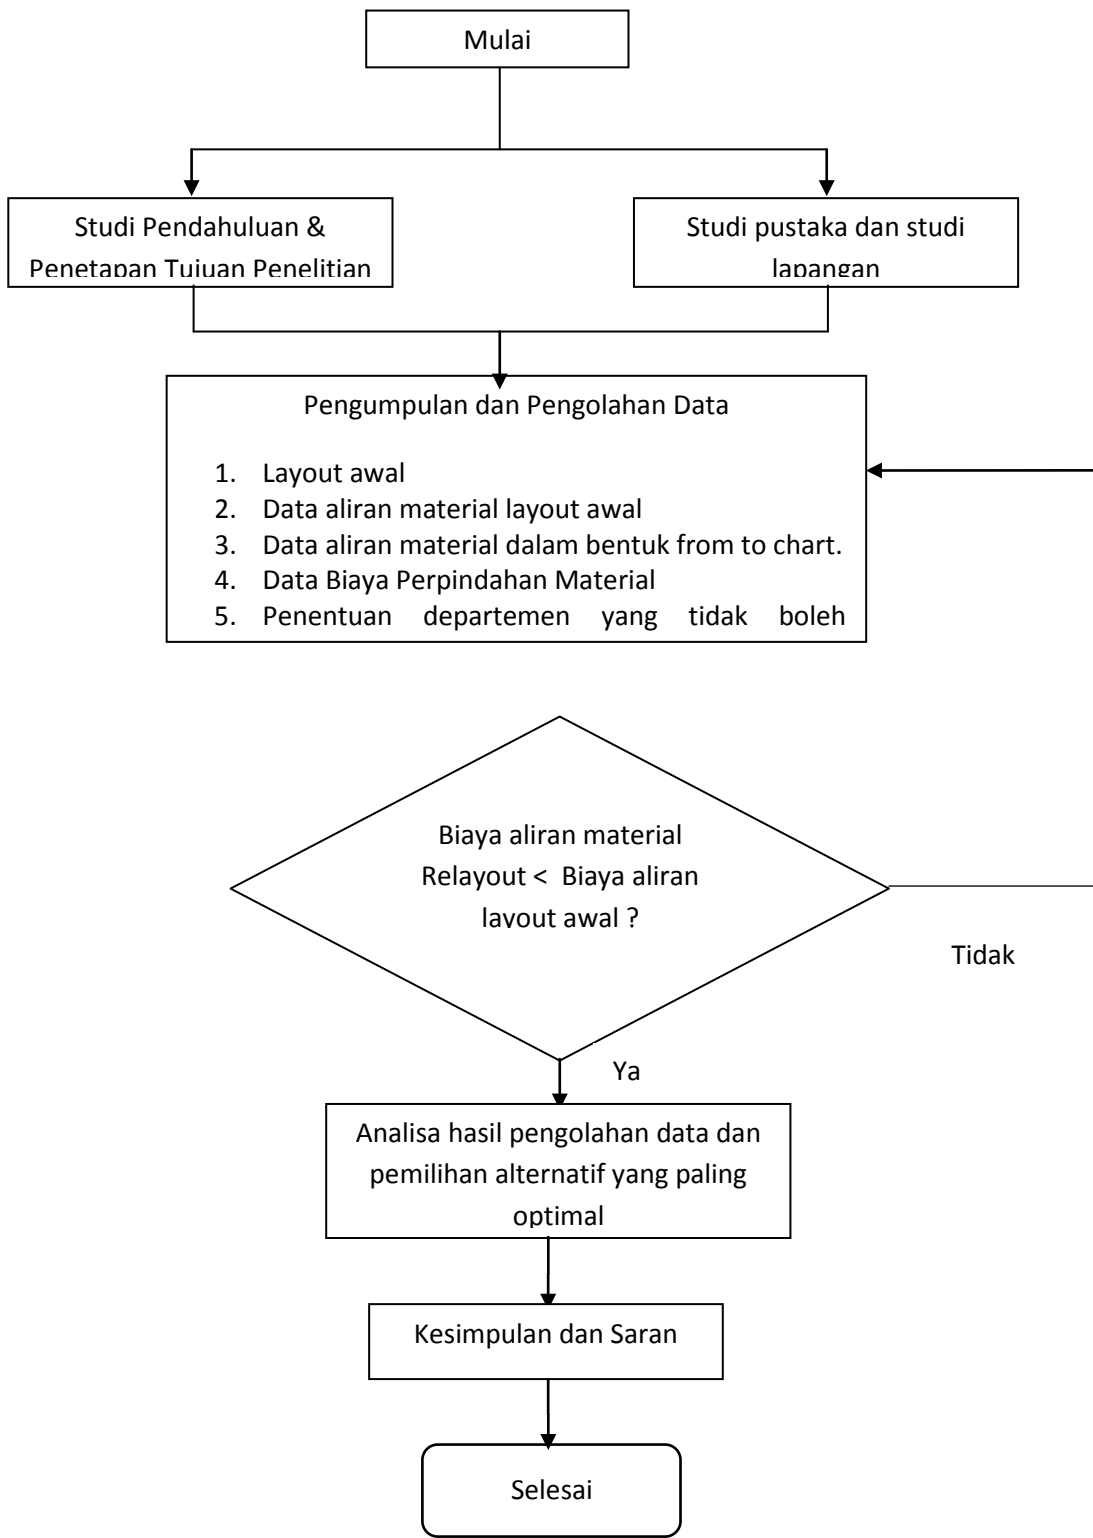 Mulai
Studi Pendahuluan &
Penetapan Tujuan Penelitian
Studi pustaka dan studi
lapangan
Pengumpulan dan Pengolahan Data
1. Layout awal
2. Data aliran material layout awal
3. Data aliran material dalam bentuk from to chart.
4. Data Biaya Perpindahan Material
5. Penentuan departemen yang tidak boleh
Biaya aliran material
Relayout < Biaya aliran
layout awal ?
Tidak
Ya
Analisa hasil pengolahan data dan
pemilihan alternatif yang paling
optimal
Kesimpulan dan Saran
Selesai